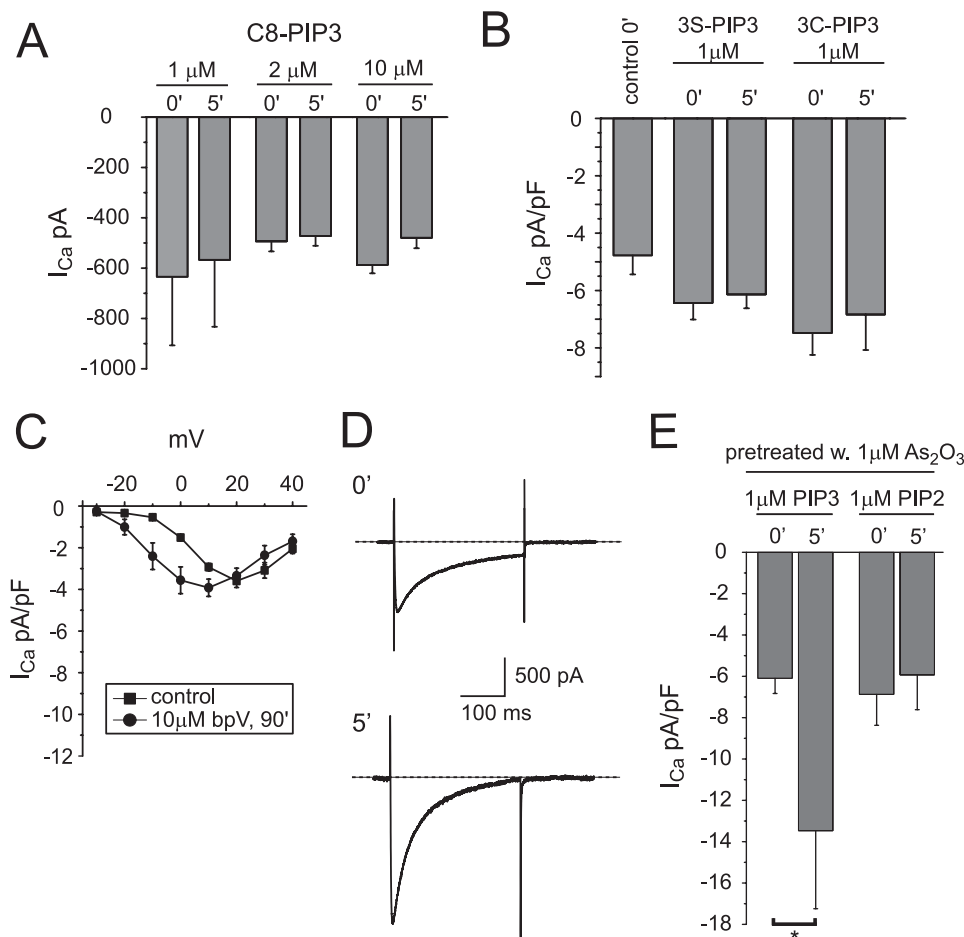 A
C8-PIP3
1 μM 2 μM 10 μM
0' 5' 0' 5' 0' 5'
0
-200
-400
-600
-800
-1000
I_Ca pA
B
control 0'
3S-PIP3 3C-PIP3
1μM 1μM
0' 5' 0' 5'
0
-2
-4
-6
-8
I_Ca pA/pF
C
mV
-20 0 20 40
0
-2
-4
-6
-8
-10
-12
I_Ca pA/pF
control
10μM bpV, 90'
D
0'
500 pA
100 ms
5'
E
pretreated w. 1μM As₂O₃
1μM PIP3 1μM PIP2
0' 5' 0' 5'
0
-2
-4
-6
-8
-10
-12
-14
-16
-18
I_Ca pA/pF
*